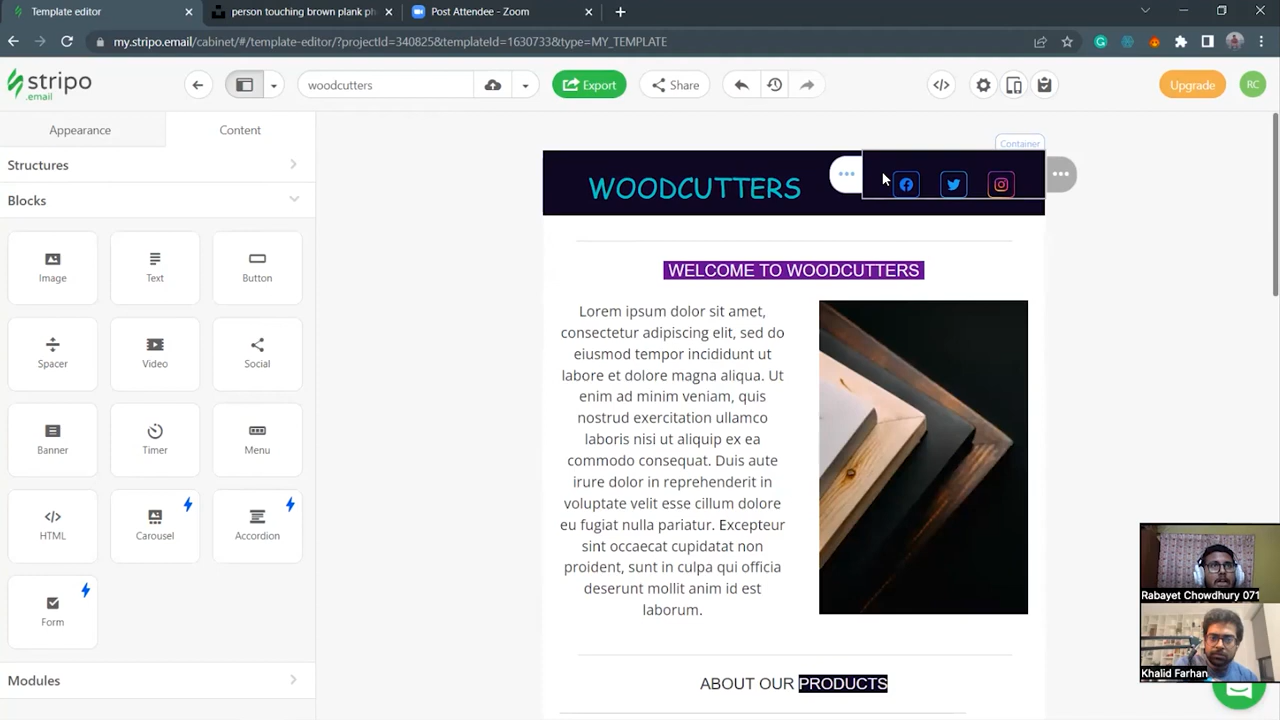 Template editor
person touching brown plank ph
Post Attendee - Zoom
my.stripo.email/cabinet/#/template-editor/?projectId=340825&templateId=1630733&type=MY_TEMPLATE
stripo
.email
woodcutters
Export
Share
Upgrade
RC
Appearance
Content
Structures
Blocks
Image
Text
Button
Spacer
Video
Social
Banner
Timer
Menu
HTML
Carousel
Accordion
Form
Modules
Container
WOODCUTTERS
WELCOME TO WOODCUTTERS
Lorem ipsum dolor sit amet,
consectetur adipiscing elit, sed do
eiusmod tempor incididunt ut
labore et dolore magna aliqua. Ut
enim ad minim veniam, quis
nostrud exercitation ullamco
laboris nisi ut aliquip ex ea
commodo consequat. Duis aute
irure dolor in reprehenderit in
voluptate velit esse cillum dolore
eu fugiat nulla pariatur. Excepteur
sint occaecat cupidatat non
proident, sunt in culpa qui officia
deserunt mollit anim id est
laborum.
ABOUT OUR PRODUCTS
Rabayet Chowdhury 071
Khalid Farhan